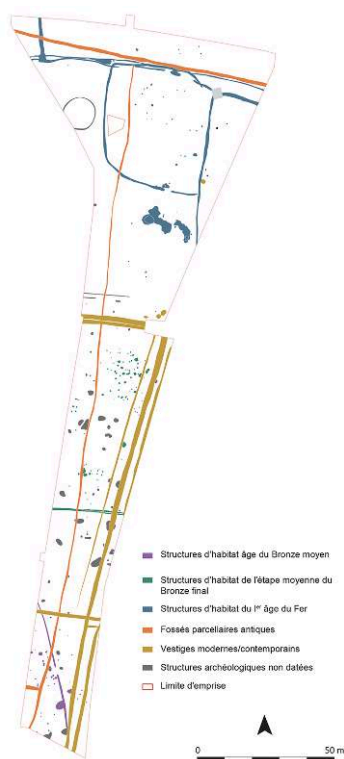 Structures d'habitat âge du Bronze moyen
Structures d'habitat de l'étape moyenne du
Bronze final
Structures d'habitat du Iᵉʳ âge du Fer
Fossés parcellaires antiques
Vestiges modernes/contemporains
Structures archéologiques non datées
Limite d'emprise
0 50 m